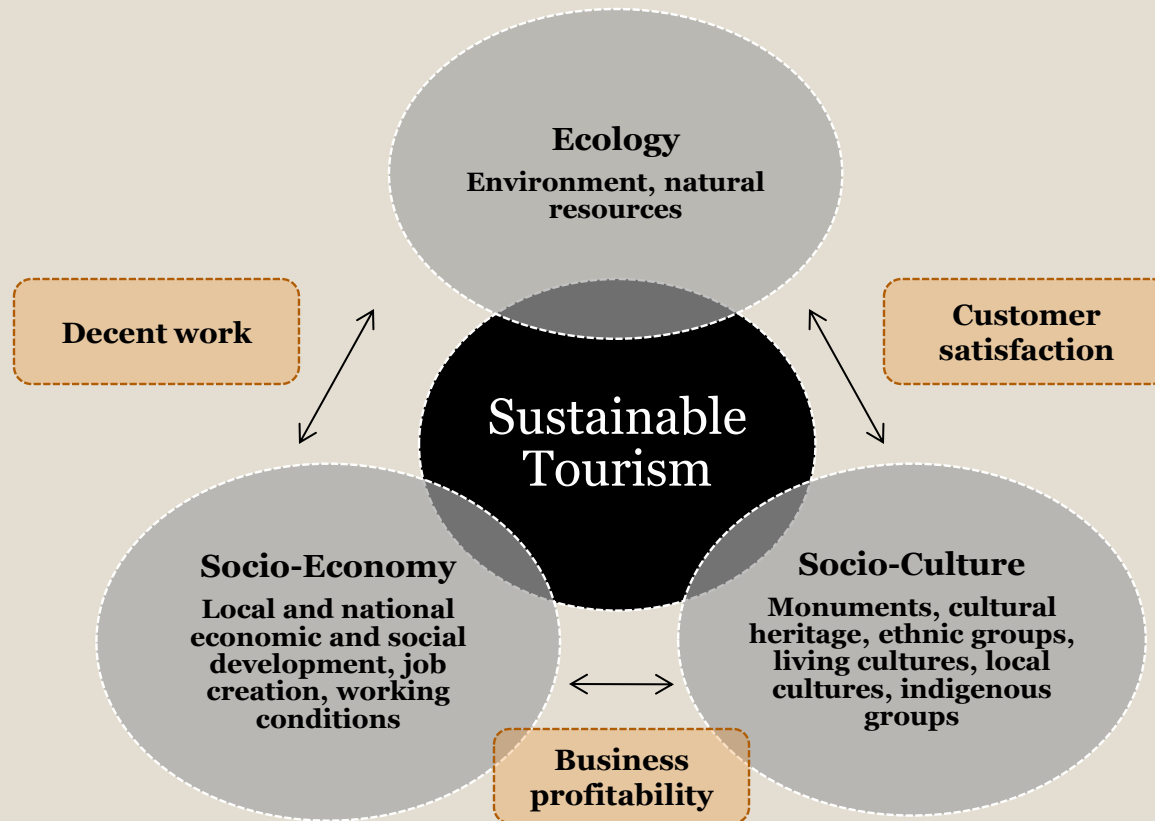 Ecology
Environment, natural
resources
Decent work
Customer
satisfaction
Sustainable
Tourism
Socio-Economy
Local and national
economic and social
development, job
creation, working
conditions
Socio-Culture
Monuments, cultural
heritage, ethnic groups,
living cultures, local
cultures, indigenous
groups
Business
profitability